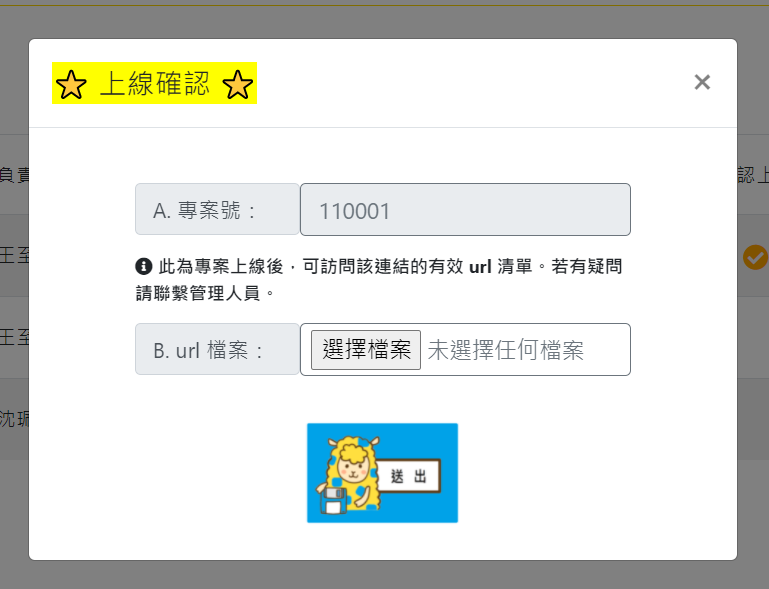 上線確認
×
負責
認上
A. 專案號：
110001
王至
此為專案上線後，可訪問該連結的有效 url 清單。若有疑問
請聯繫管理人員。
王至
B. url 檔案：
選擇檔案 未選擇任何檔案
沈珮
送出